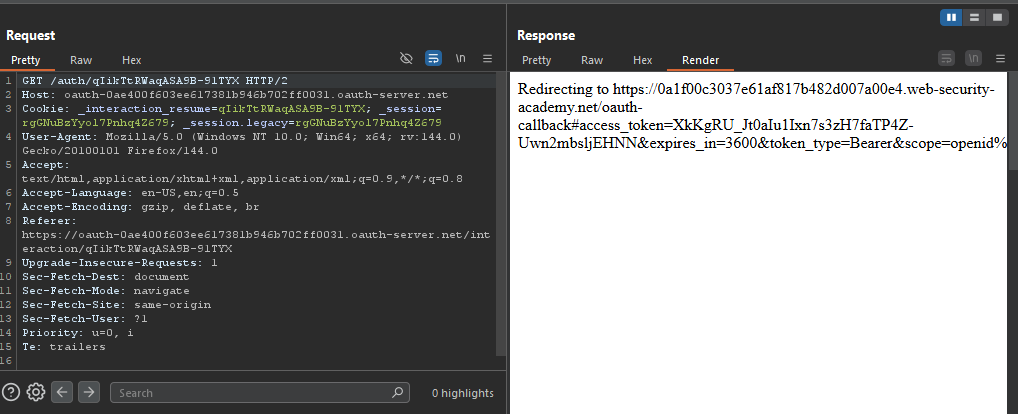 Request
Pretty Raw Hex
\n
1 GET /auth/qIikTtRWaqASA9B-9lTYX HTTP/2
2 Host: oauth-0ae400f603ee617381b946b702ff0031.oauth-server.net
3 Cookie: _interaction_resume=qIikTtRWaqASA9B-9lTYX; _session=
rgGNuBzYyol7Pnhq4Z679; _session.legacy=rgGNuBzYyol7Pnhq4Z679
4 User-Agent: Mozilla/5.0 (Windows NT 10.0; Win64; x64; rv:144.0)
Gecko/20100101 Firefox/144.0
5 Accept:
text/html,application/xhtml+xml,application/xml;q=0.9,*/*;q=0.8
6 Accept-Language: en-US,en;q=0.5
7 Accept-Encoding: gzip, deflate, br
8 Referer:
https://oauth-0ae400f603ee617381b946b702ff0031.oauth-server.net/int
eraction/qIikTtRWaqASA9B-9lTYX
9 Upgrade-Insecure-Requests: 1
10 Sec-Fetch-Dest: document
11 Sec-Fetch-Mode: navigate
12 Sec-Fetch-Site: same-origin
13 Sec-Fetch-User: ?1
14 Priority: u=0, i
15 Te: trailers
16
Search
0 highlights
Response
Pretty Raw Hex Render
\n
Redirecting to https://0a1f00c3037e61af817b482d007a00e4.web-security-
academy.net/oauth-
callback#access_token=XkKgRU_Jt0aIu1Ixn7s3zH7faTP4Z-
Uwn2mbsljEHNN&expires_in=3600&token_type=Bearer&scope=openid%